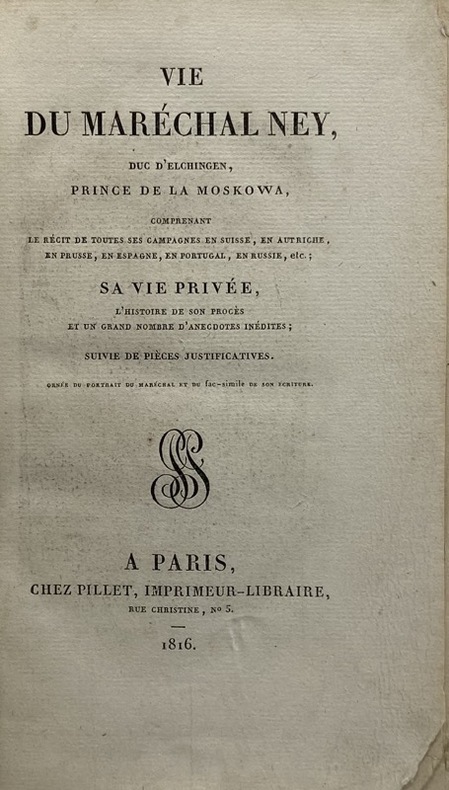 VIE
DU MARÉCHAL NEY,
DUC D'ELCHINGEN,
PRINCE DE LA MOSKOWA,
COMPRENANT
LE RÉCIT DE TOUTES SES CAMPAGNES EN SUISSE, EN AUTRICHE,
EN PRUSSE, EN ESPAGNE, EN PORTUGAL, EN RUSSIE, etc.;
SA VIE PRIVÉE,
L'HISTOIRE DE SON PROCÈS
ET UN GRAND NOMBRE D'ANECDOTES INÉDITES;
SUIVIE DE PIÈCES JUSTIFICATIVES.
ORNÉE DU PORTRAIT DU MARÉCHAL ET DU fac-simile DE SON ÉCRITURE.
A PARIS,
CHEZ PILLET, IMPRIMEUR-LIBRAIRE,
RUE CHRISTINE, Nº 5.
1816.